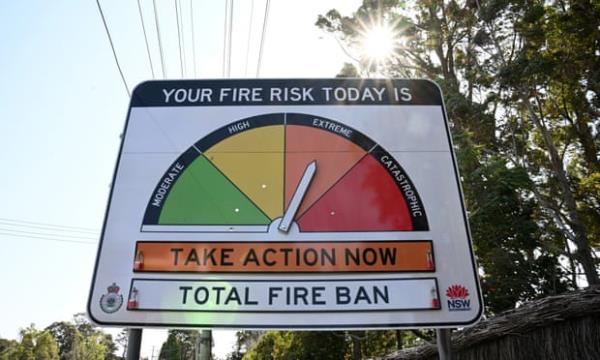 YOUR FIRE RISK TODAY IS
MODERATE
HIGH
EXTREME
CATASTROPHIC
TAKE ACTION NOW
TOTAL FIRE BAN
NSW